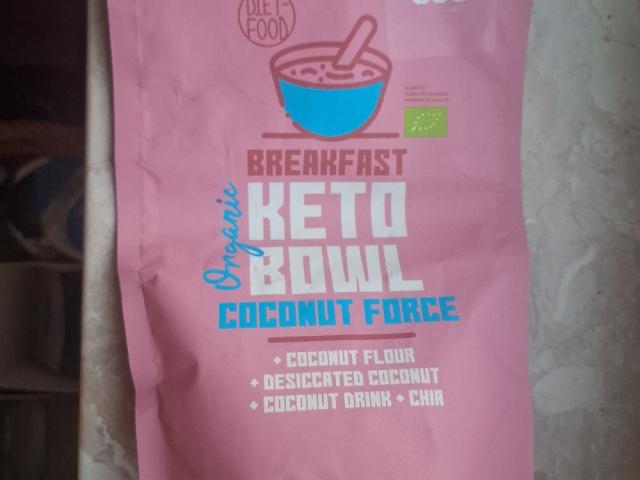 DIET-
FOOD
BREAKFAST
Organic
KETO
BOWL
COCONUT FORCE
+ COCONUT FLOUR
+ DESICCATED COCONUT
+ COCONUT DRINK + CHIA